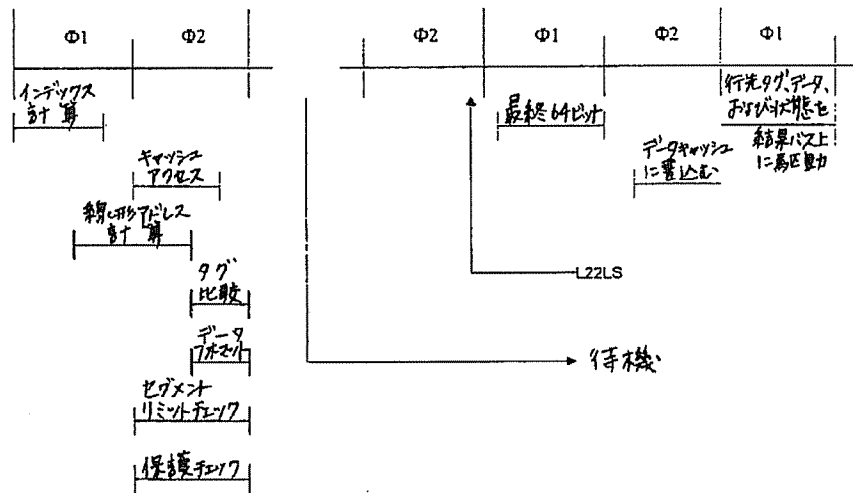 Φ1 Φ2 Φ2 Φ1 Φ2 Φ1
インデックス
計算
キャッシュ
アクセス
線形アドレス
計算
タグ
比較
データ
フォーマット
セグメント
リミットチェック
保護チェック
最終64ビット
データキャッシュ
に書込む
行先タグ、データ、
および状態を
結果バス上
に駆動
L22LS
待機